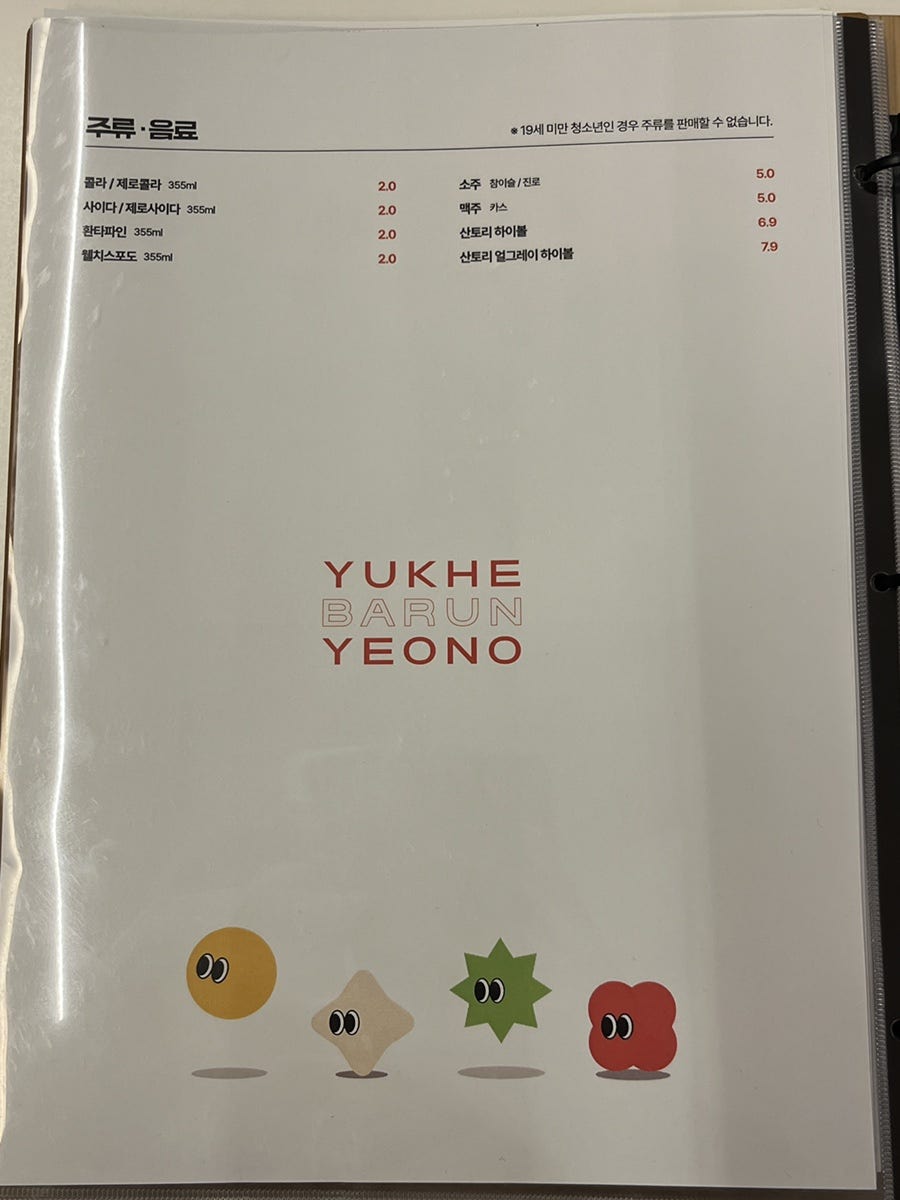 주류 · 음료
※ 19세 미만 청소년인 경우 주류를 판매할 수 없습니다.
콜라 / 제로콜라 355ml 2.0
사이다 / 제로사이다 355ml 2.0
환타파인 355ml 2.0
웰치스포도 355ml 2.0
소주 참이슬 / 진로 5.0
맥주 카스 5.0
산토리 하이볼 6.9
산토리 얼그레이 하이볼 7.9
YUKHE
BARUN
YEONO